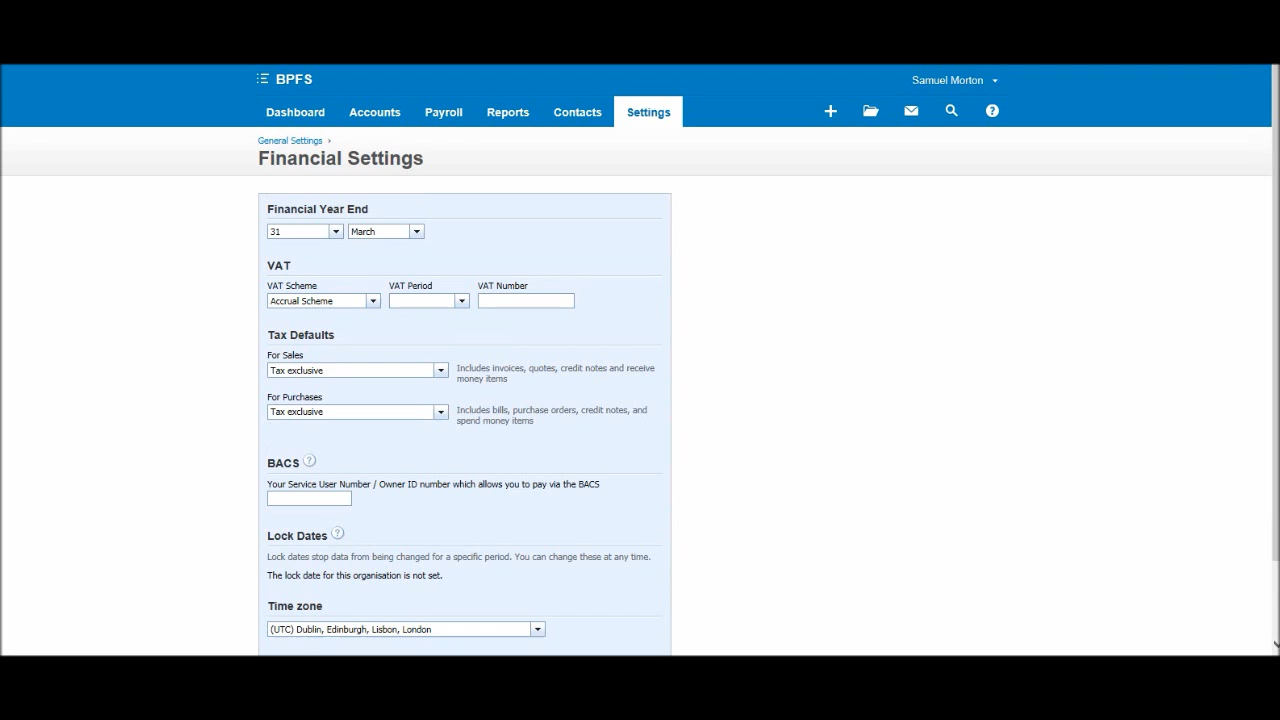 BPFS
Samuel Morton
Dashboard Accounts Payroll Reports Contacts Settings
General Settings ›
Financial Settings
Financial Year End
31 March
VAT
VAT Scheme VAT Period VAT Number
Accrual Scheme
Tax Defaults
For Sales
Tax exclusive
Includes invoices, quotes, credit notes and receive
money items
For Purchases
Tax exclusive
Includes bills, purchase orders, credit notes, and
spend money items
BACS ?
Your Service User Number / Owner ID number which allows you to pay via the BACS
Lock Dates ?
Lock dates stop data from being changed for a specific period. You can change these at any time.
The lock date for this organisation is not set.
Time zone
(UTC) Dublin, Edinburgh, Lisbon, London